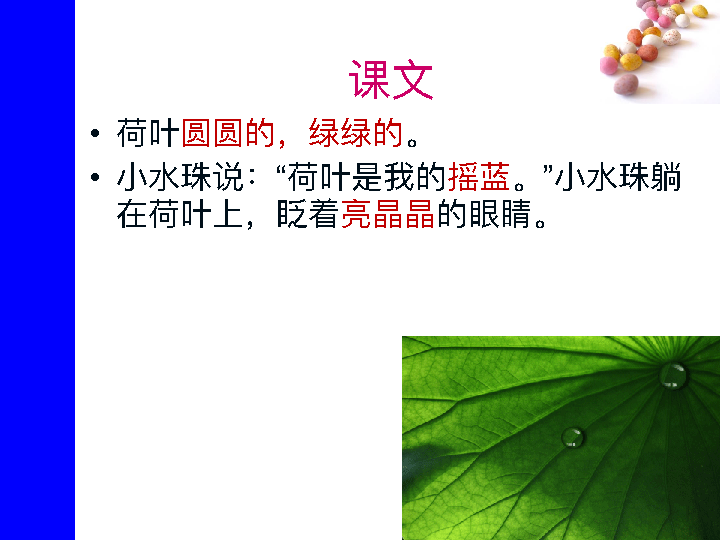 课文
• 荷叶圆圆的，绿绿的。
• 小水珠说：“荷叶是我的摇蓝。”小水珠躺
在荷叶上，眨着亮晶晶的眼睛。